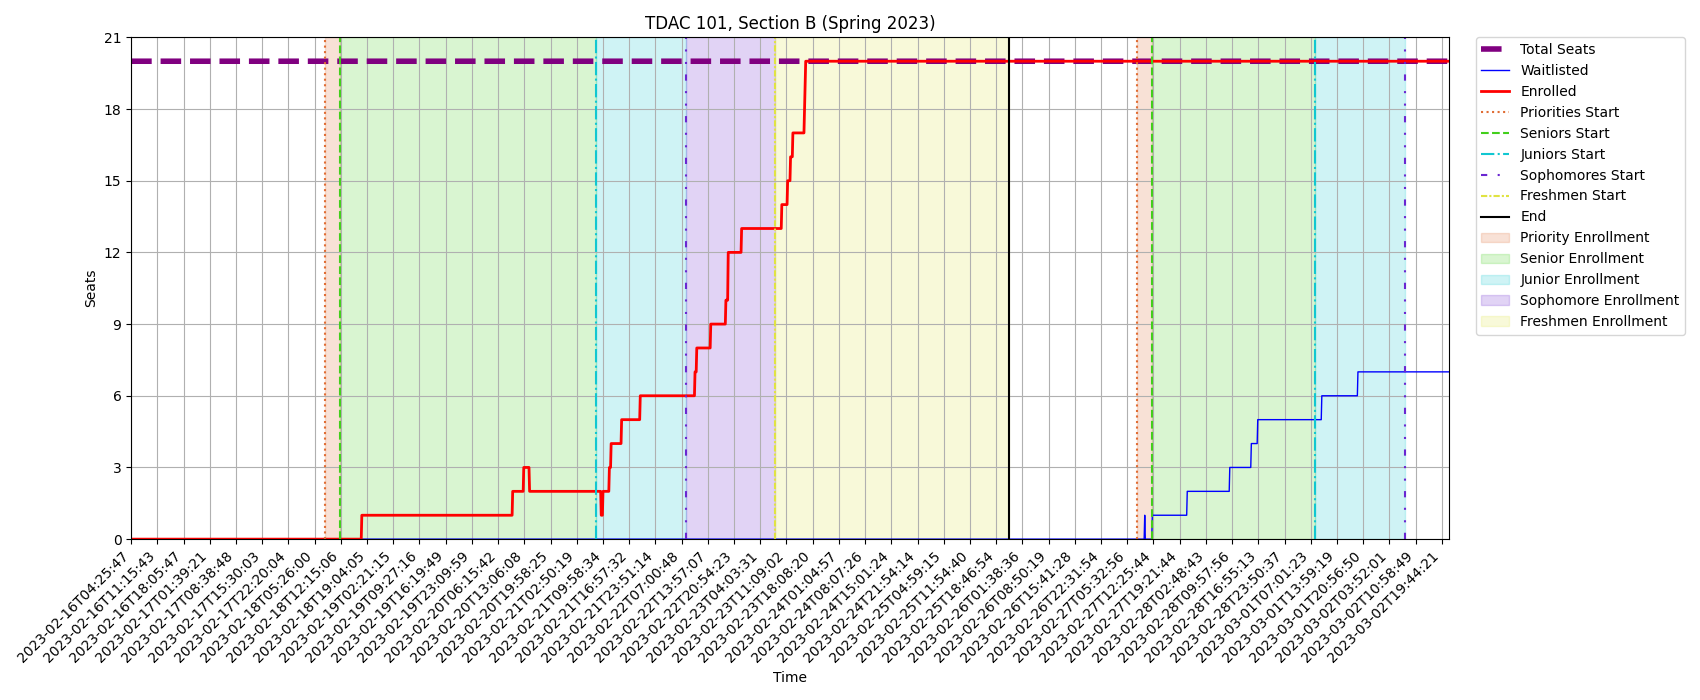 TDAC 101, Section B (Spring 2023)
21
18
15
12
9
6
3
0
Seats
2023-02-16T04:25:47
2023-02-16T11:15:43
2023-02-16T18:05:47
2023-02-17T01:39:21
2023-02-17T08:38:48
2023-02-17T15:30:03
2023-02-17T22:20:04
2023-02-18T05:26:00
2023-02-18T12:15:06
2023-02-18T19:04:05
2023-02-19T02:21:15
2023-02-19T09:27:16
2023-02-19T16:19:49
2023-02-19T23:09:59
2023-02-20T06:15:42
2023-02-20T13:06:08
2023-02-20T19:58:25
2023-02-21T02:50:19
2023-02-21T09:58:34
2023-02-21T16:57:32
2023-02-21T23:51:14
2023-02-22T07:00:48
2023-02-22T13:57:07
2023-02-22T20:54:23
2023-02-23T04:03:31
2023-02-23T11:09:02
2023-02-23T18:08:20
2023-02-24T01:04:57
2023-02-24T08:07:26
2023-02-24T15:01:24
2023-02-24T21:54:14
2023-02-25T04:59:15
2023-02-25T11:54:40
2023-02-25T18:46:54
2023-02-26T01:38:36
2023-02-26T08:50:19
2023-02-26T15:41:28
2023-02-26T22:31:54
2023-02-27T05:32:56
2023-02-27T12:25:44
2023-02-27T19:21:44
2023-02-28T02:48:43
2023-02-28T09:57:56
2023-02-28T16:55:13
2023-02-28T23:50:37
2023-03-01T07:01:23
2023-03-01T13:59:19
2023-03-01T20:56:50
2023-03-02T03:52:01
2023-03-02T10:58:49
2023-03-02T19:44:21
Time
Total Seats
Waitlisted
Enrolled
Priorities Start
Seniors Start
Juniors Start
Sophomores Start
Freshmen Start
End
Priority Enrollment
Senior Enrollment
Junior Enrollment
Sophomore Enrollment
Freshmen Enrollment